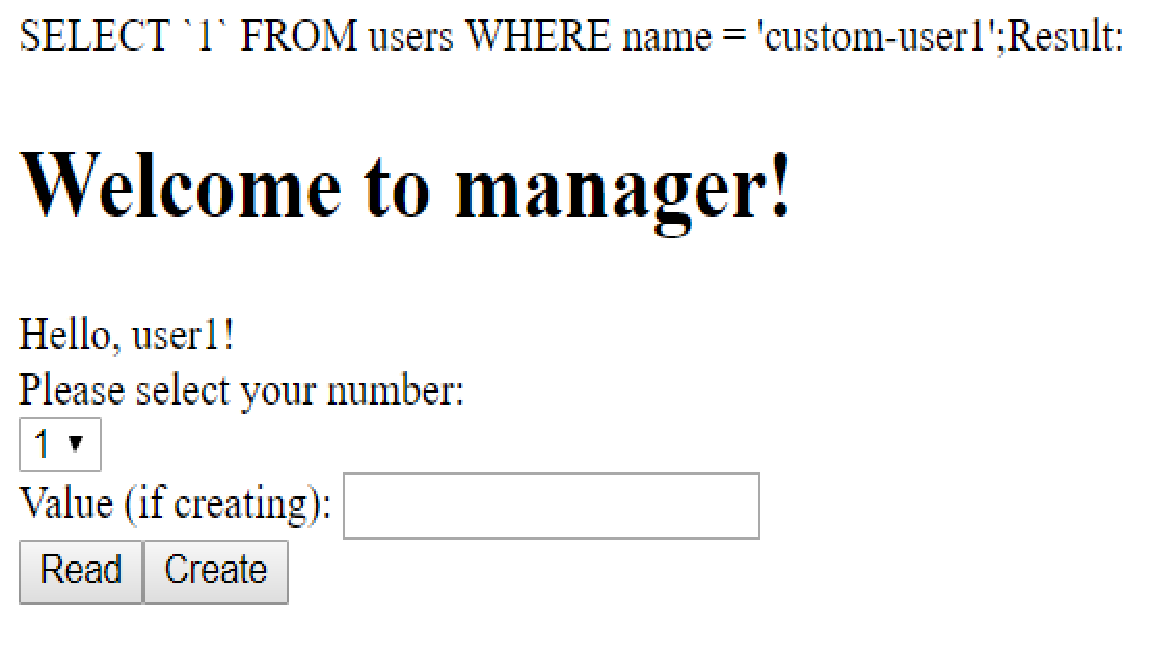 SELECT `1` FROM users WHERE name = 'custom-user1';Result:
Welcome to manager!
Hello, user1!
Please select your number:
1
Value (if creating):
Read Create